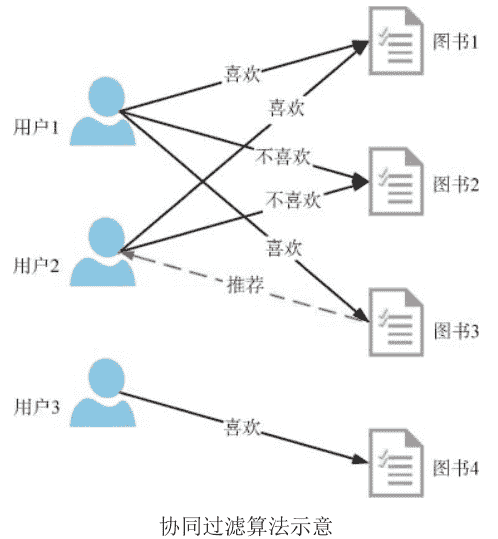 图书1
喜欢
用户1
喜欢
不喜欢
图书2
不喜欢
用户2
喜欢
推荐
图书3
用户3
喜欢
图书4
协同过滤算法示意